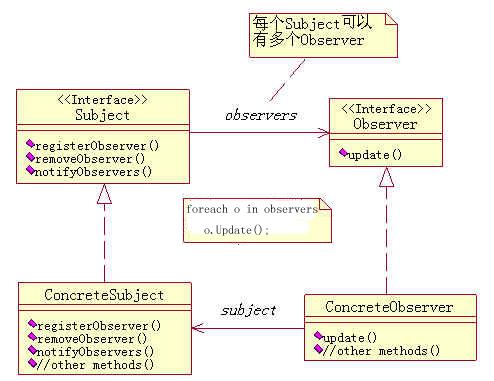 每个Subject可以
有多个Observer
<<Interface>>
Subject
registerObserver()
removeObserver()
notifyObservers()
observers
<<Interface>>
Observer
update()
foreach o in observers
o.Update();
ConcreteSubject
registerObserver()
removeObserver()
notifyObservers()
//other methods()
subject
ConcreteObserver
update()
//other methods()